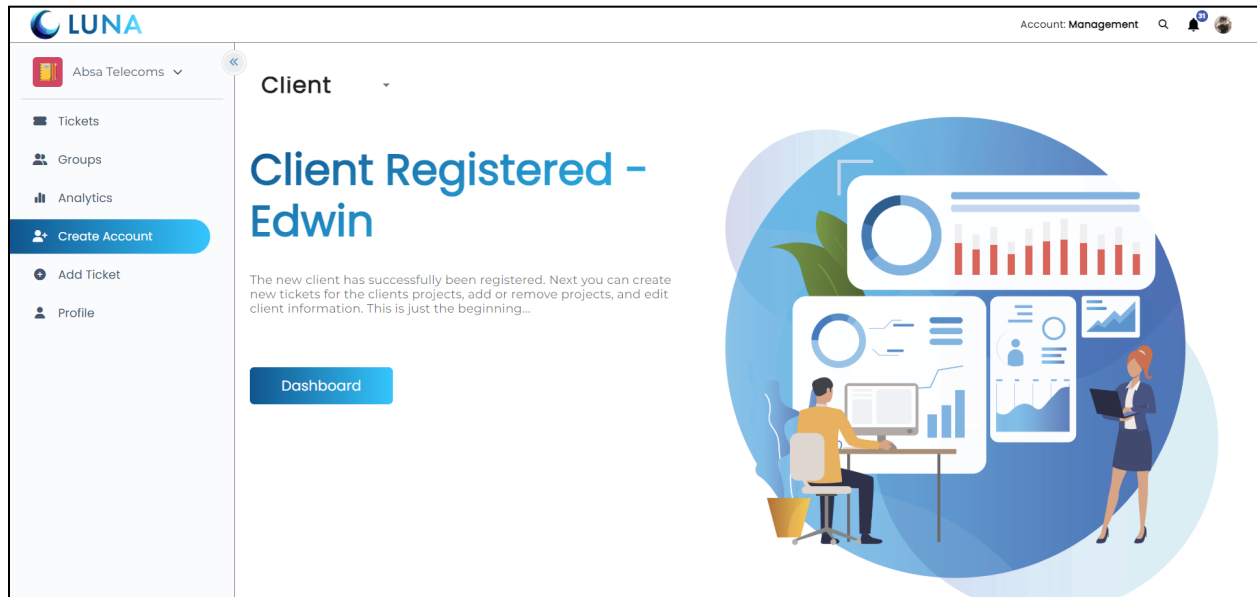 LUNA
Account: Management
31
Absa Telecoms
Client
Tickets
Groups
Analytics
Create Account
Add Ticket
Profile
Client Registered -
Edwin
The new client has successfully been registered. Next you can create
new tickets for the clients projects, add or remove projects, and edit
client information. This is just the beginning...
Dashboard